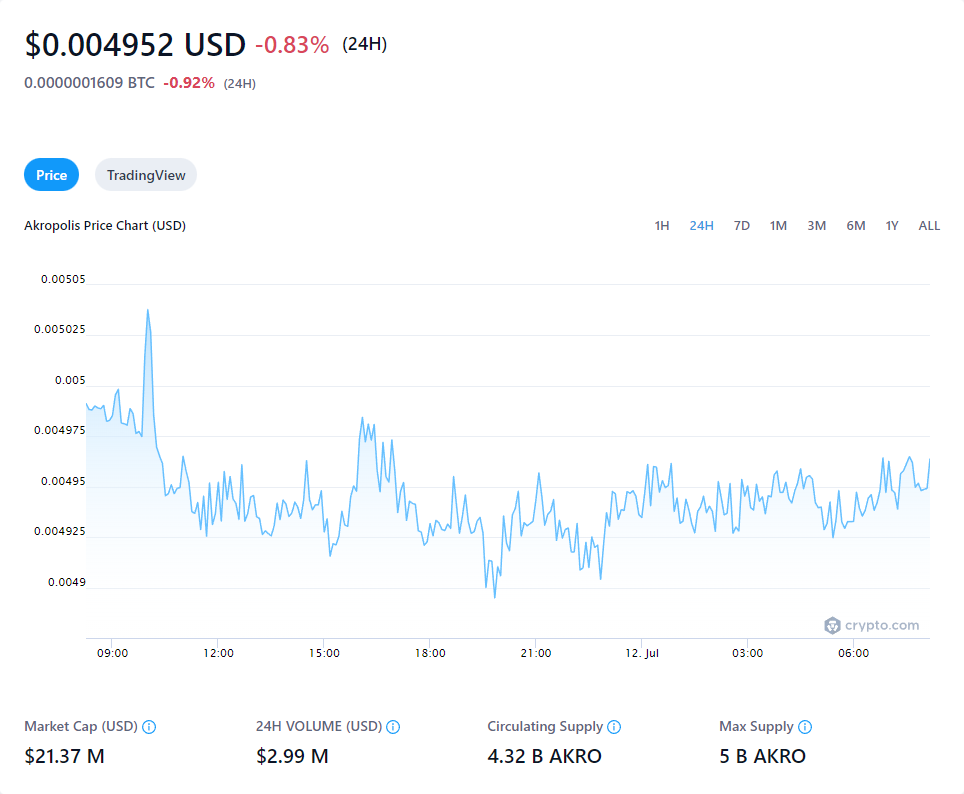 $0.004952 USD -0.83% (24H)
0.0000001609 BTC -0.92% (24H)
Price TradingView
Akropolis Price Chart (USD) 1H 24H 7D 1M 3M 6M 1Y ALL
0.00505
0.005025
0.005
0.004975
0.00495
0.004925
0.0049
crypto.com
09:00 12:00 15:00 18:00 21:00 12. Jul 03:00 06:00
Market Cap (USD) 24H VOLUME (USD) Circulating Supply Max Supply
$21.37 M $2.99 M 4.32 B AKRO 5 B AKRO